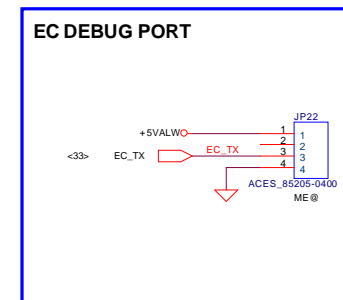 EC DEBUG PORT
JP22
+5VALW
1 1
2 2
<33> EC_TX EC_TX 3 3
4 4
ACES_85205-0400
ME@